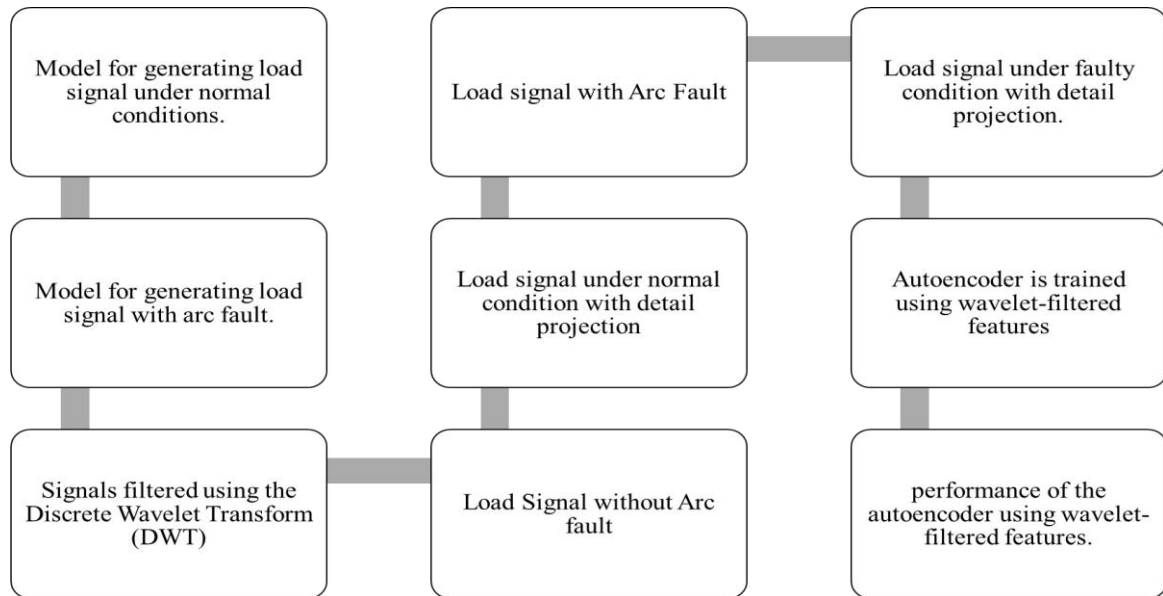 Model for generating load
signal under normal
conditions.
Model for generating load
signal with arc fault.
Signals filtered using the
Discrete Wavelet Transform
(DWT)
Load Signal without Arc
fault
Load signal under normal
condition with detail
projection
Load signal with Arc Fault
Load signal under faulty
condition with detail
projection.
Autoencoder is trained
using wavelet-filtered
features
performance of the
autoencoder using wavelet-
filtered features.